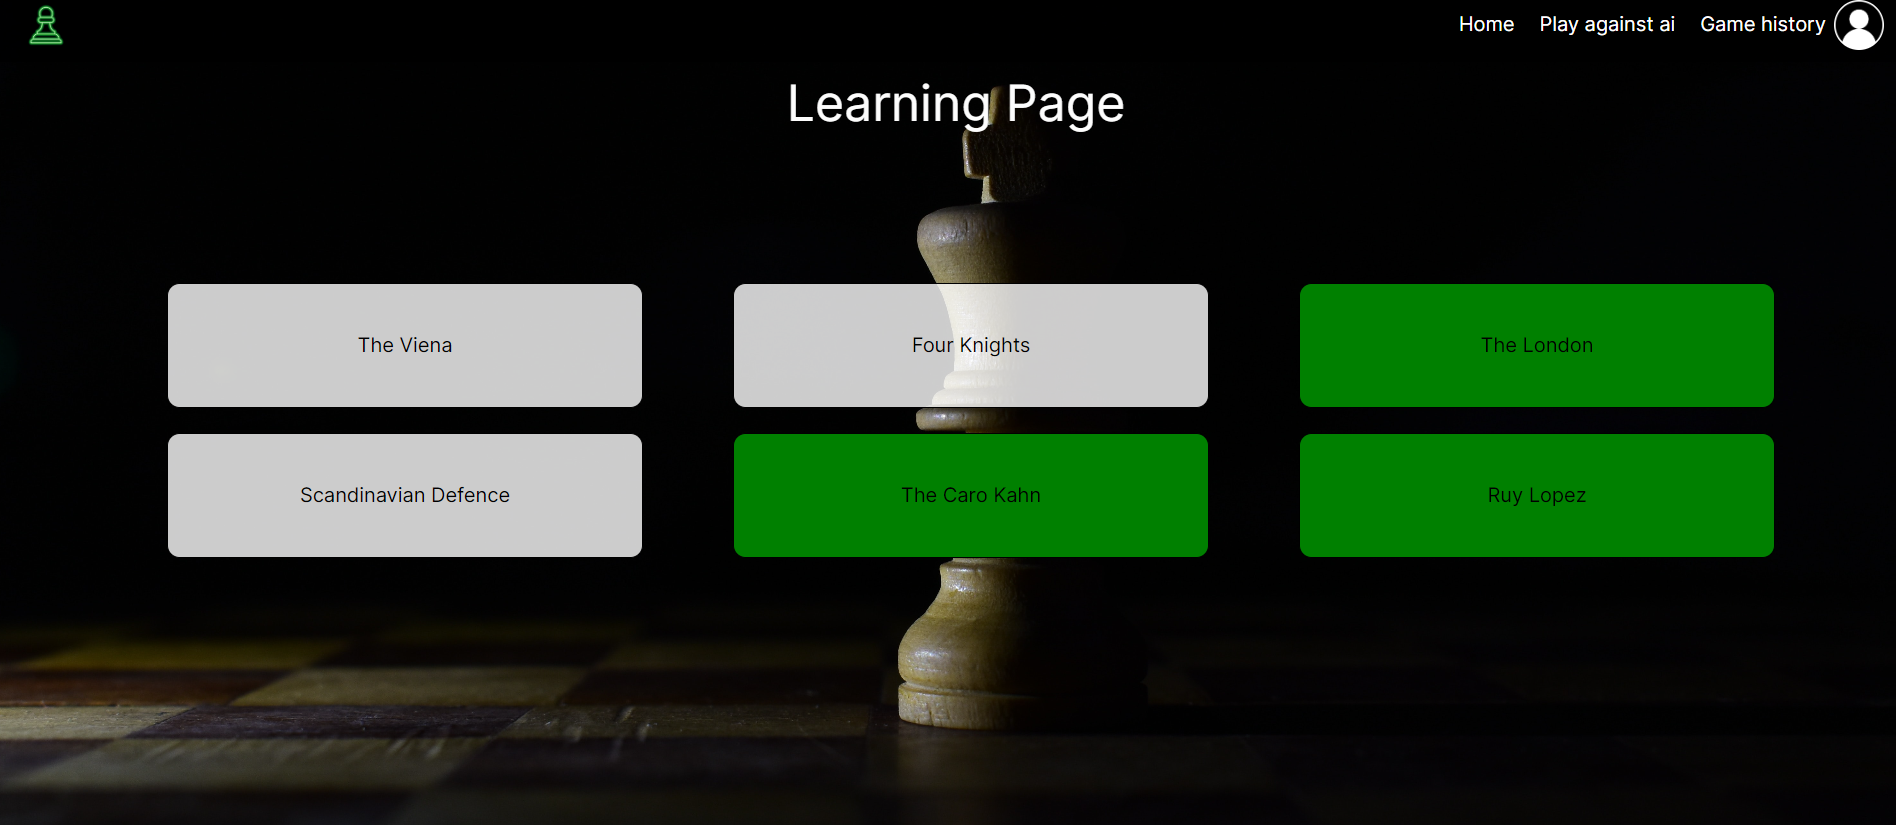 Home Play against ai Game history
Learning Page
The Viena
Four Knights
The London
Scandinavian Defence
The Caro Kahn
Ruy Lopez